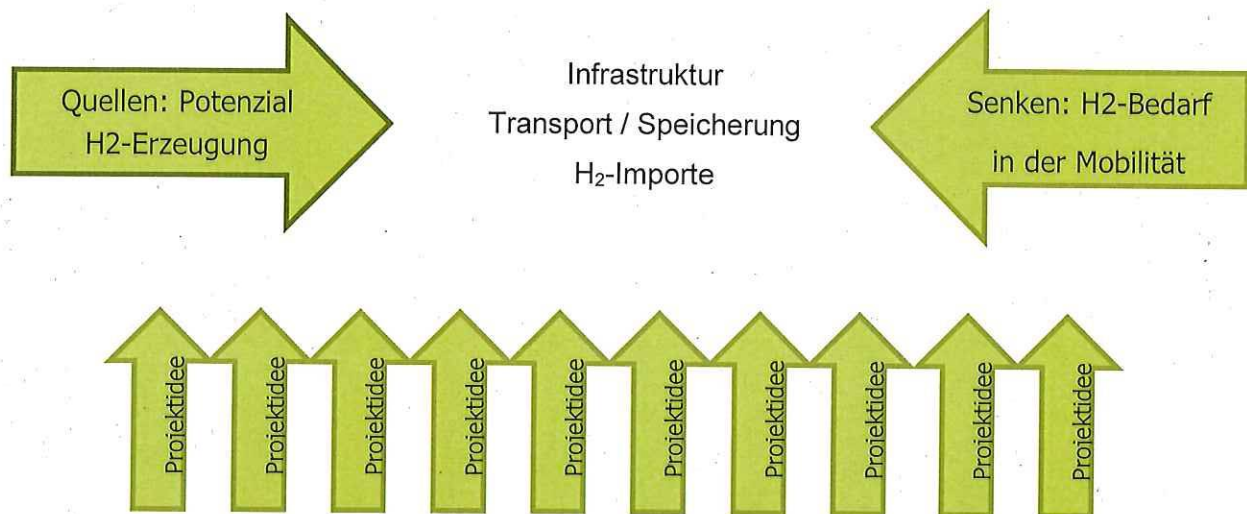 Quellen: Potenzial
H2-Erzeugung
Infrastruktur
Transport / Speicherung
H₂-Importe
Senken: H2-Bedarf
in der Mobilität
Projektidee
Projektidee
Projektidee
Projektidee
Projektidee
Projektidee
Projektidee
Projektidee
Projektidee
Projektidee